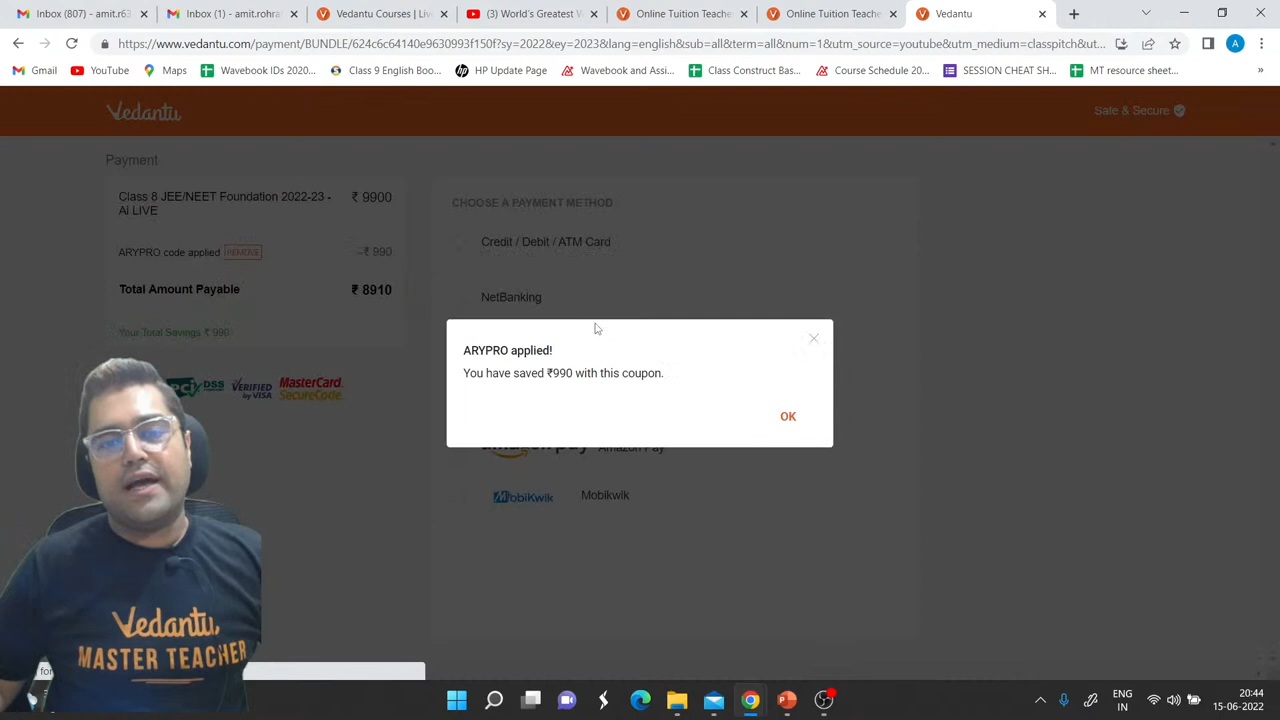 Inbox (807) - amit.r63
Inbox (1) - amit.rohra
Vedantu Courses | Live
(3) World's Greatest W
Online Tuition Teache
Online Tuition Teache
Vedantu
https://www.vedantu.com/payment/BUNDLE/624c6c64140e9630993f150f?sy=2022&ey=2023&lang=english&sub=all&term=all&num=1&utm_source=youtube&utm_medium=classpitch&ut...
A
Gmail
YouTube
Maps
Wavebook IDs 2020...
Class 9 English Boo...
HP Update Page
Wavebook and Assi...
Class Construct Bas...
Course Schedule 20...
SESSION CHEAT SH...
MT resource sheet...
»
Vedantu
Safe & Secure
Payment
Class 8 JEE/NEET Foundation 2022-23 - ₹ 9900
Ai LIVE
ARYPRO code applied REMOVE -₹ 990
Total Amount Payable ₹ 8910
Your Total Savings ₹ 990
DSS VERIFIED by VISA MasterCard SecureCode.
CHOOSE A PAYMENT METHOD
Credit / Debit / ATM Card
NetBanking
ARYPRO applied!
You have saved ₹990 with this coupon.
OK
Amazon Pay
MobiKwik Mobikwik
Vedantu
MASTER TEACHER
for
ENG
IN
20:44
15-06-2022